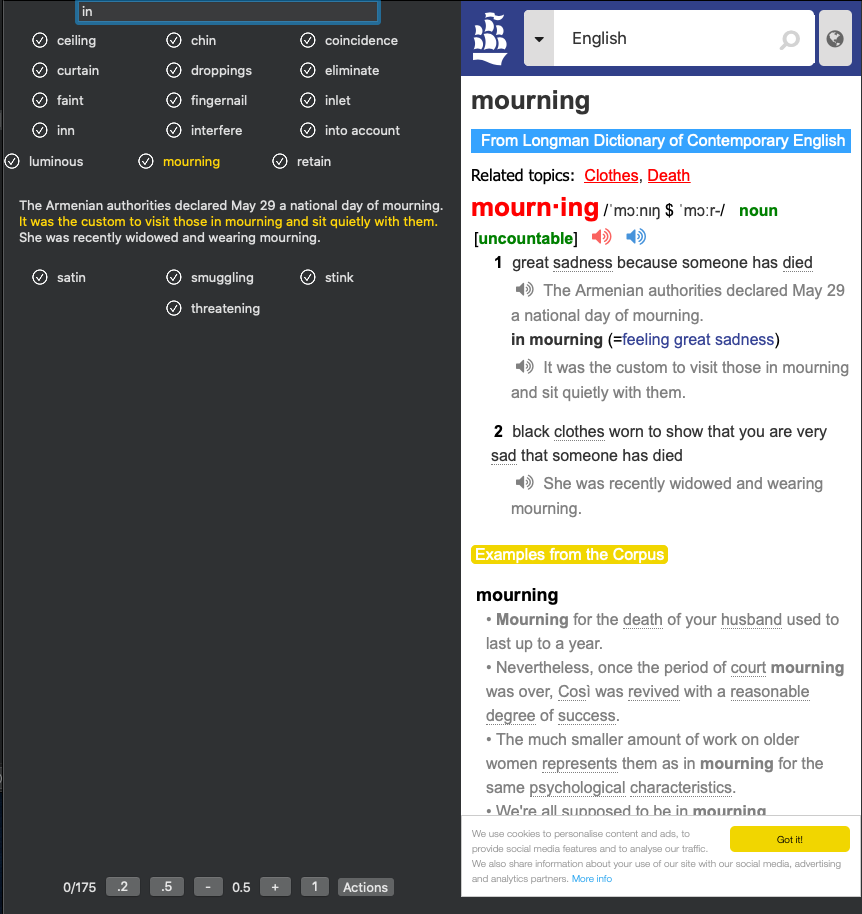 in
ceiling chin coincidence
curtain droppings eliminate
faint fingernail inlet
inn interfere into account
luminous mourning retain
The Armenian authorities declared May 29 a national day of mourning.
It was the custom to visit those in mourning and sit quietly with them.
She was recently widowed and wearing mourning.
satin smuggling stink
threatening
0/175 .2 .5 - 0.5 + 1 Actions
English
mourning
From Longman Dictionary of Contemporary English
Related topics: Clothes, Death
mourn·ing /ˈmɔːnɪŋ $ ˈmɔːr-/ noun
[uncountable]
1 great sadness because someone has died
The Armenian authorities declared May 29
a national day of mourning.
in mourning (=feeling great sadness)
It was the custom to visit those in mourning
and sit quietly with them.
2 black clothes worn to show that you are very
sad that someone has died
She was recently widowed and wearing
mourning.
Examples from the Corpus
mourning
• Mourning for the death of your husband used to
last up to a year.
• Nevertheless, once the period of court mourning
was over, Così was revived with a reasonable
degree of success.
• The much smaller amount of work on older
women represents them as in mourning for the
same psychological characteristics.
• We're all supposed to be in mourning
We use cookies to personalise content and ads, to
provide social media features and to analyse our traffic.
We also share information about your use of our site with our social media, advertising
and analytics partners. More info
Got it!